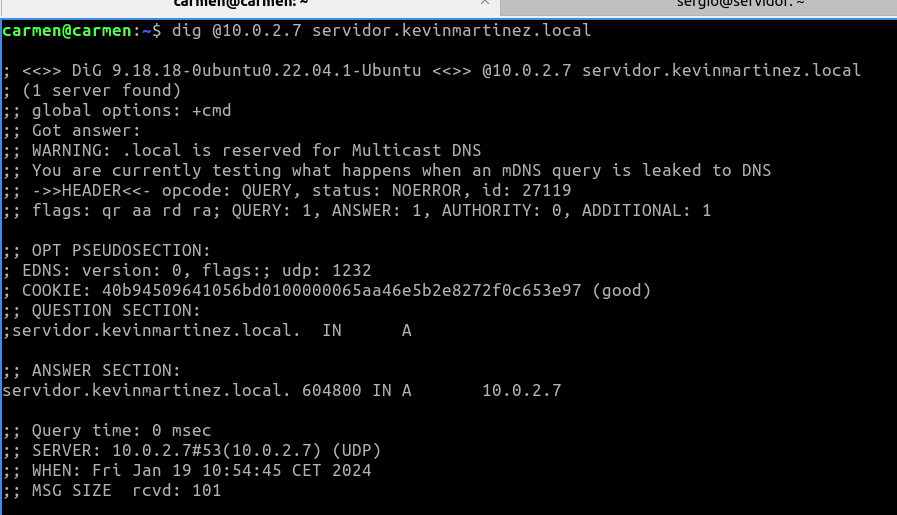 carmen@carmen: ~
sergio@servidor: ~
carmen@carmen:~$ dig @10.0.2.7 servidor.kevinmartinez.local
; <<>> DiG 9.18.18-0ubuntu0.22.04.1-Ubuntu <<>> @10.0.2.7 servidor.kevinmartinez.local
; (1 server found)
;; global options: +cmd
;; Got answer:
;; WARNING: .local is reserved for Multicast DNS
;; You are currently testing what happens when an mDNS query is leaked to DNS
;; ->>HEADER<<- opcode: QUERY, status: NOERROR, id: 27119
;; flags: qr aa rd ra; QUERY: 1, ANSWER: 1, AUTHORITY: 0, ADDITIONAL: 1
;; OPT PSEUDOSECTION:
; EDNS: version: 0, flags:; udp: 1232
; COOKIE: 40b94509641056bd0100000065aa46e5b2e8272f0c653e97 (good)
;; QUESTION SECTION:
;servidor.kevinmartinez.local. IN A
;; ANSWER SECTION:
servidor.kevinmartinez.local. 604800 IN A 10.0.2.7
;; Query time: 0 msec
;; SERVER: 10.0.2.7#53(10.0.2.7) (UDP)
;; WHEN: Fri Jan 19 10:54:45 CET 2024
;; MSG SIZE rcvd: 101